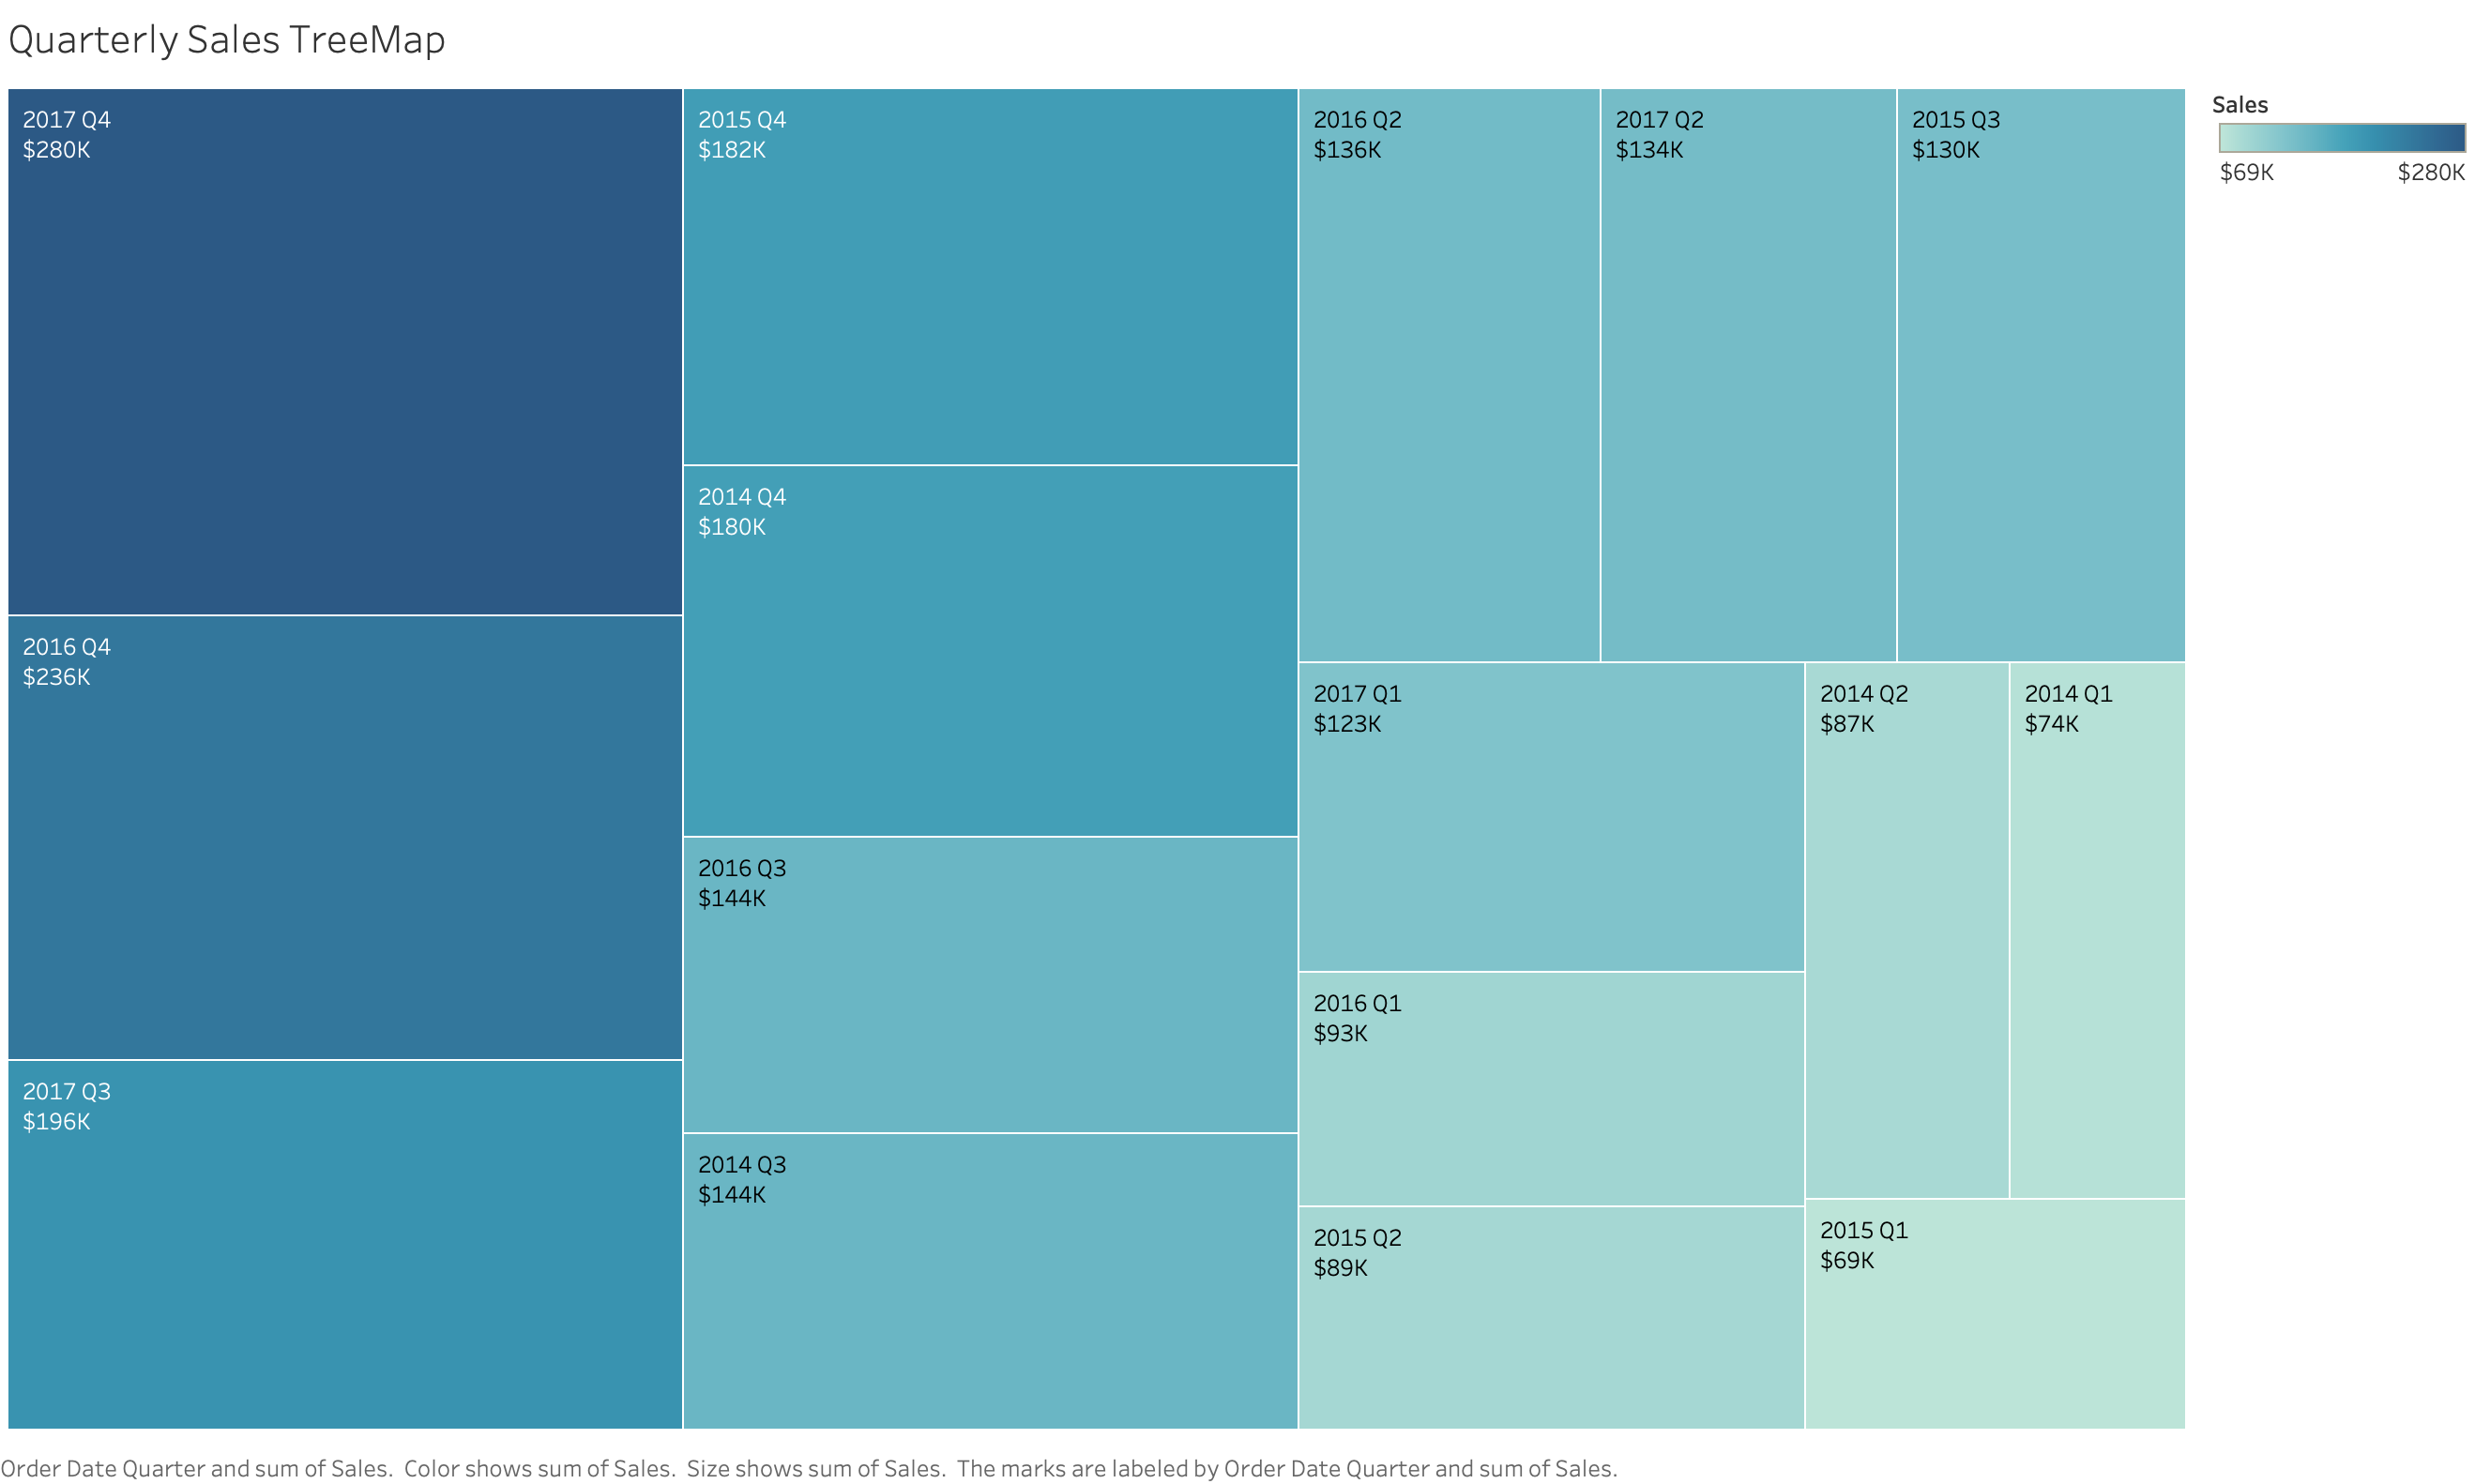 Quarterly Sales TreeMap
2017 Q4
$280K
2016 Q4
$236K
2017 Q3
$196K
2015 Q4
$182K
2014 Q4
$180K
2016 Q3
$144K
2014 Q3
$144K
2016 Q2
$136K
2017 Q2
$134K
2015 Q3
$130K
2017 Q1
$123K
2016 Q1
$93K
2015 Q2
$89K
2014 Q2
$87K
2014 Q1
$74K
2015 Q1
$69K
Sales
$69K $280K
Order Date Quarter and sum of Sales.  Color shows sum of Sales.  Size shows sum of Sales.  The marks are labeled by Order Date Quarter and sum of Sales.